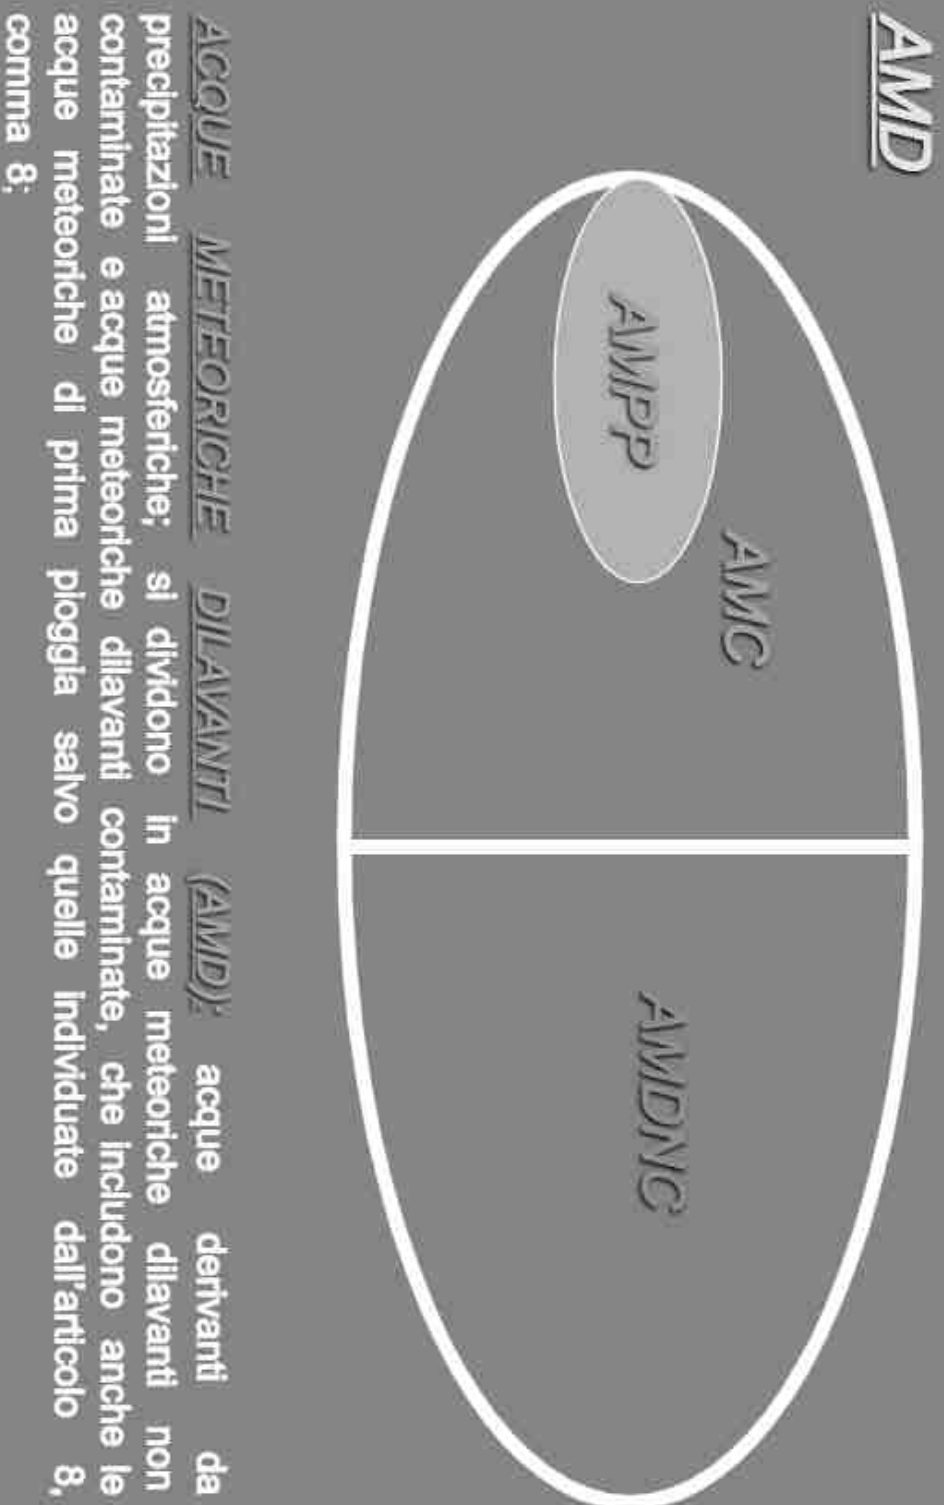 AMD
AMPP
AMC
AMDNC
ACQUE METEORICHE DILAVANTI (AMD): acque derivanti da
precipitazioni atmosferiche; si dividono in acque meteoriche dilavanti non
contaminate e acque meteoriche dilavanti contaminate, che includono anche le
acque meteoriche di prima pioggia salvo quelle individuate dall'articolo 8,
comma 8;